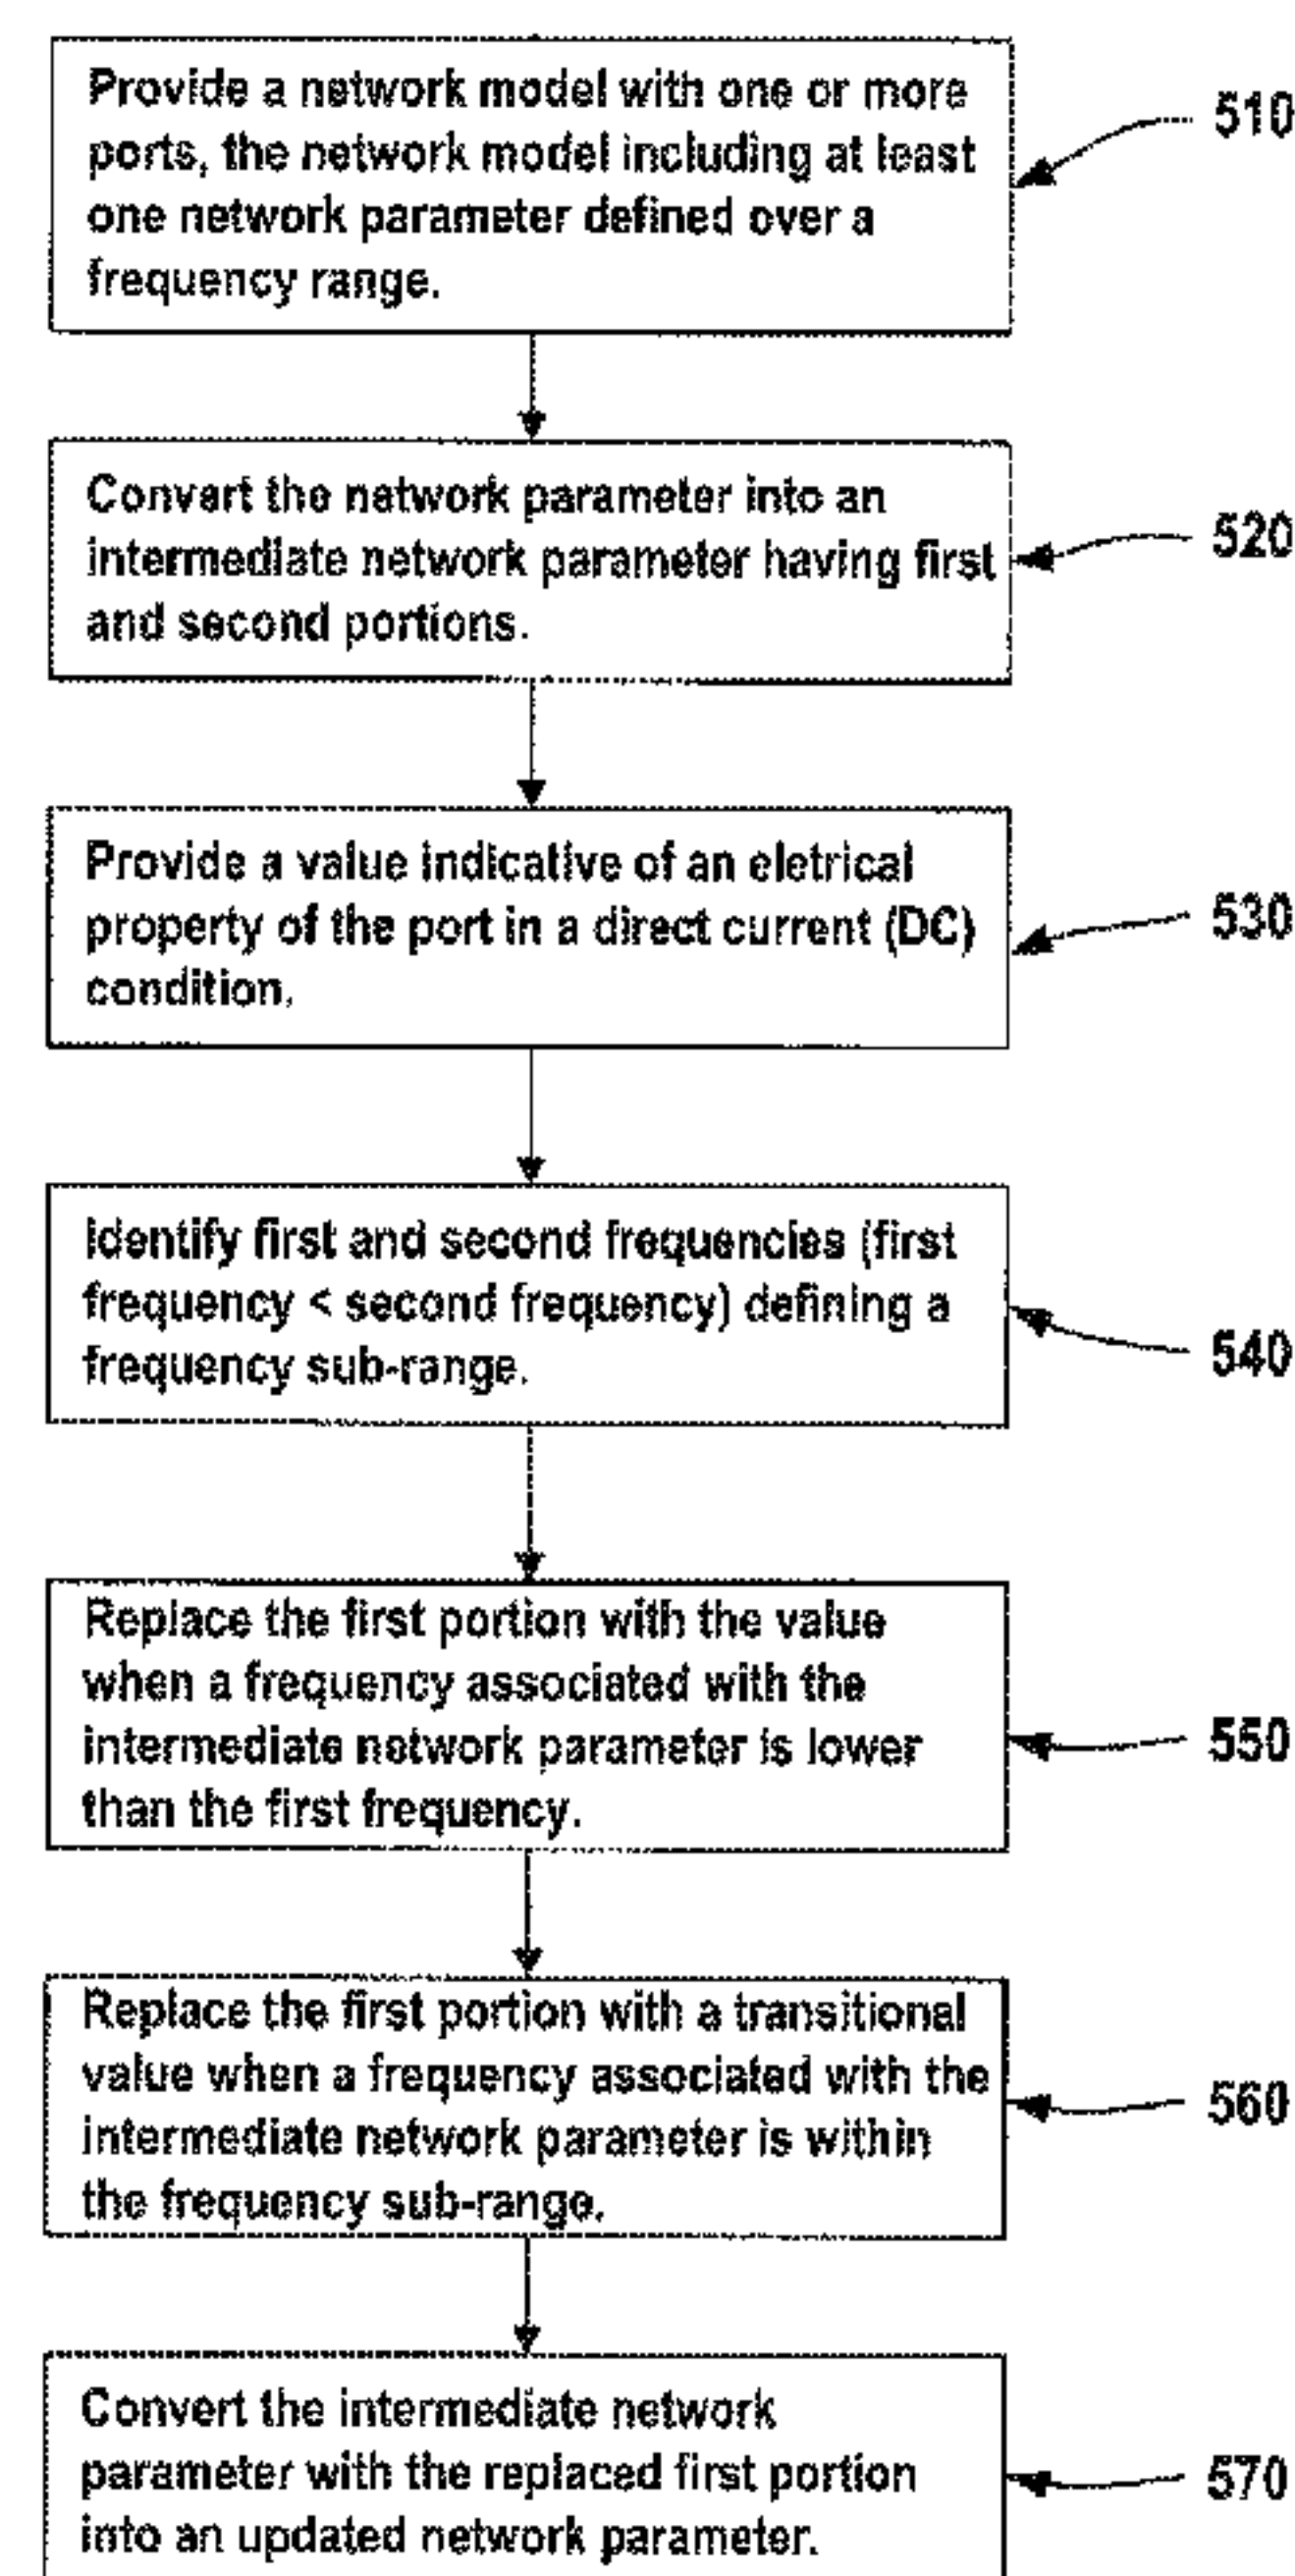 Provide a network model with one or more
ports, the network model including at least
one network parameter defined over a
frequency range.
510
Convert the network parameter into an
intermediate network parameter having first
and second portions.
520
Provide a value indicative of an eletrical
property of the port in a direct current (DC)
condition.
530
Identify first and second frequencies (first
frequency < second frequency) defining a
frequency sub-range.
540
Replace the first portion with the value
when a frequency associated with the
intermediate network parameter is lower
than the first frequency.
550
Replace the first portion with a transitional
value when a frequency associated with the
intermediate network parameter is within
the frequency sub-range.
560
Convert the intermediate network
parameter with the replaced first portion
into an updated network parameter.
570